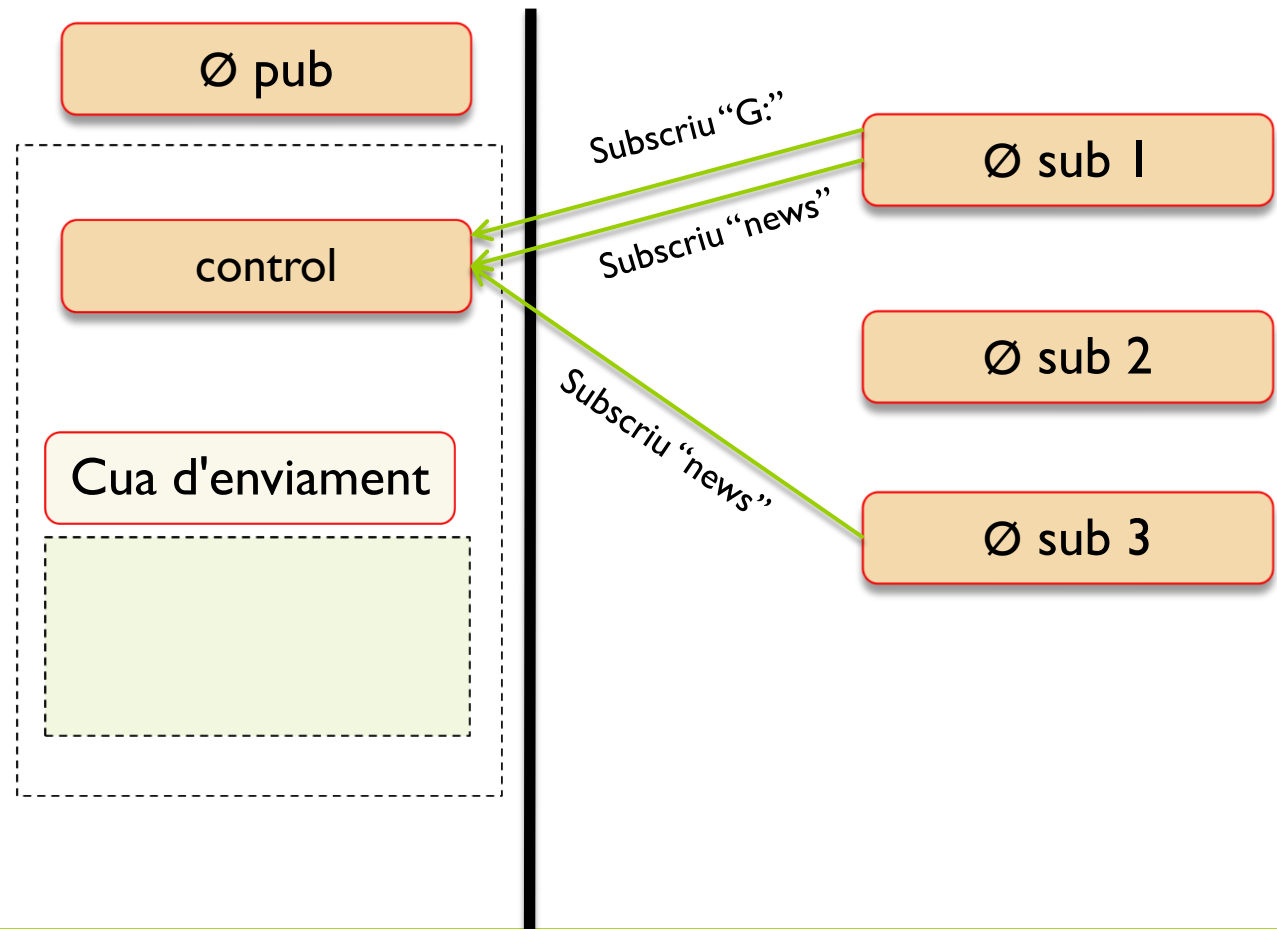 Ø pub
Subscriu “G:”
Ø sub 1
Subscriu “news”
control
Ø sub 2
Subscriu “news”
Cua d'enviament
Ø sub 3